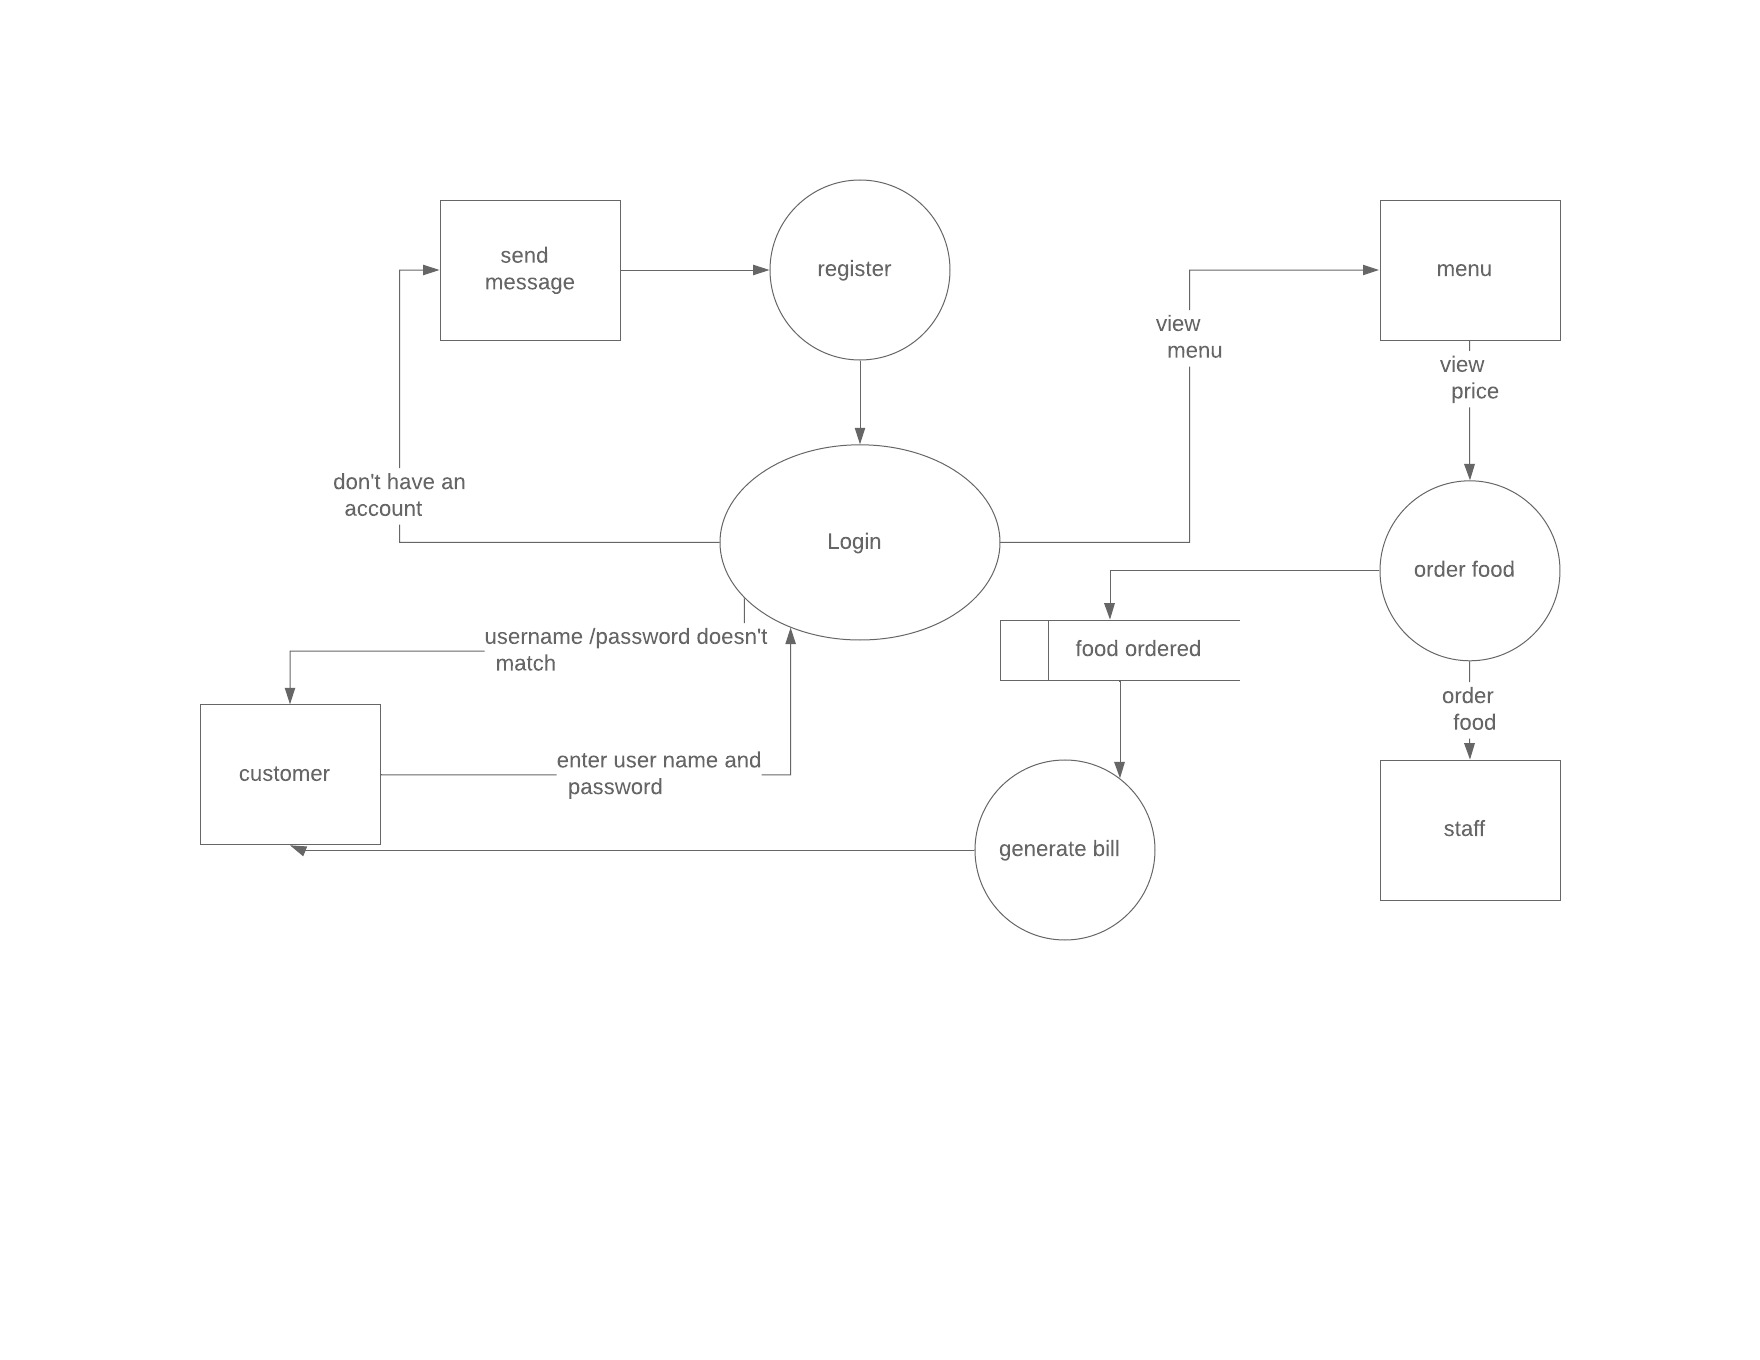 send
message
register
menu
view
menu
view
price
don't have an
account
Login
order food
username /password doesn't
match
food ordered
order
food
customer
enter user name and
password
staff
generate bill